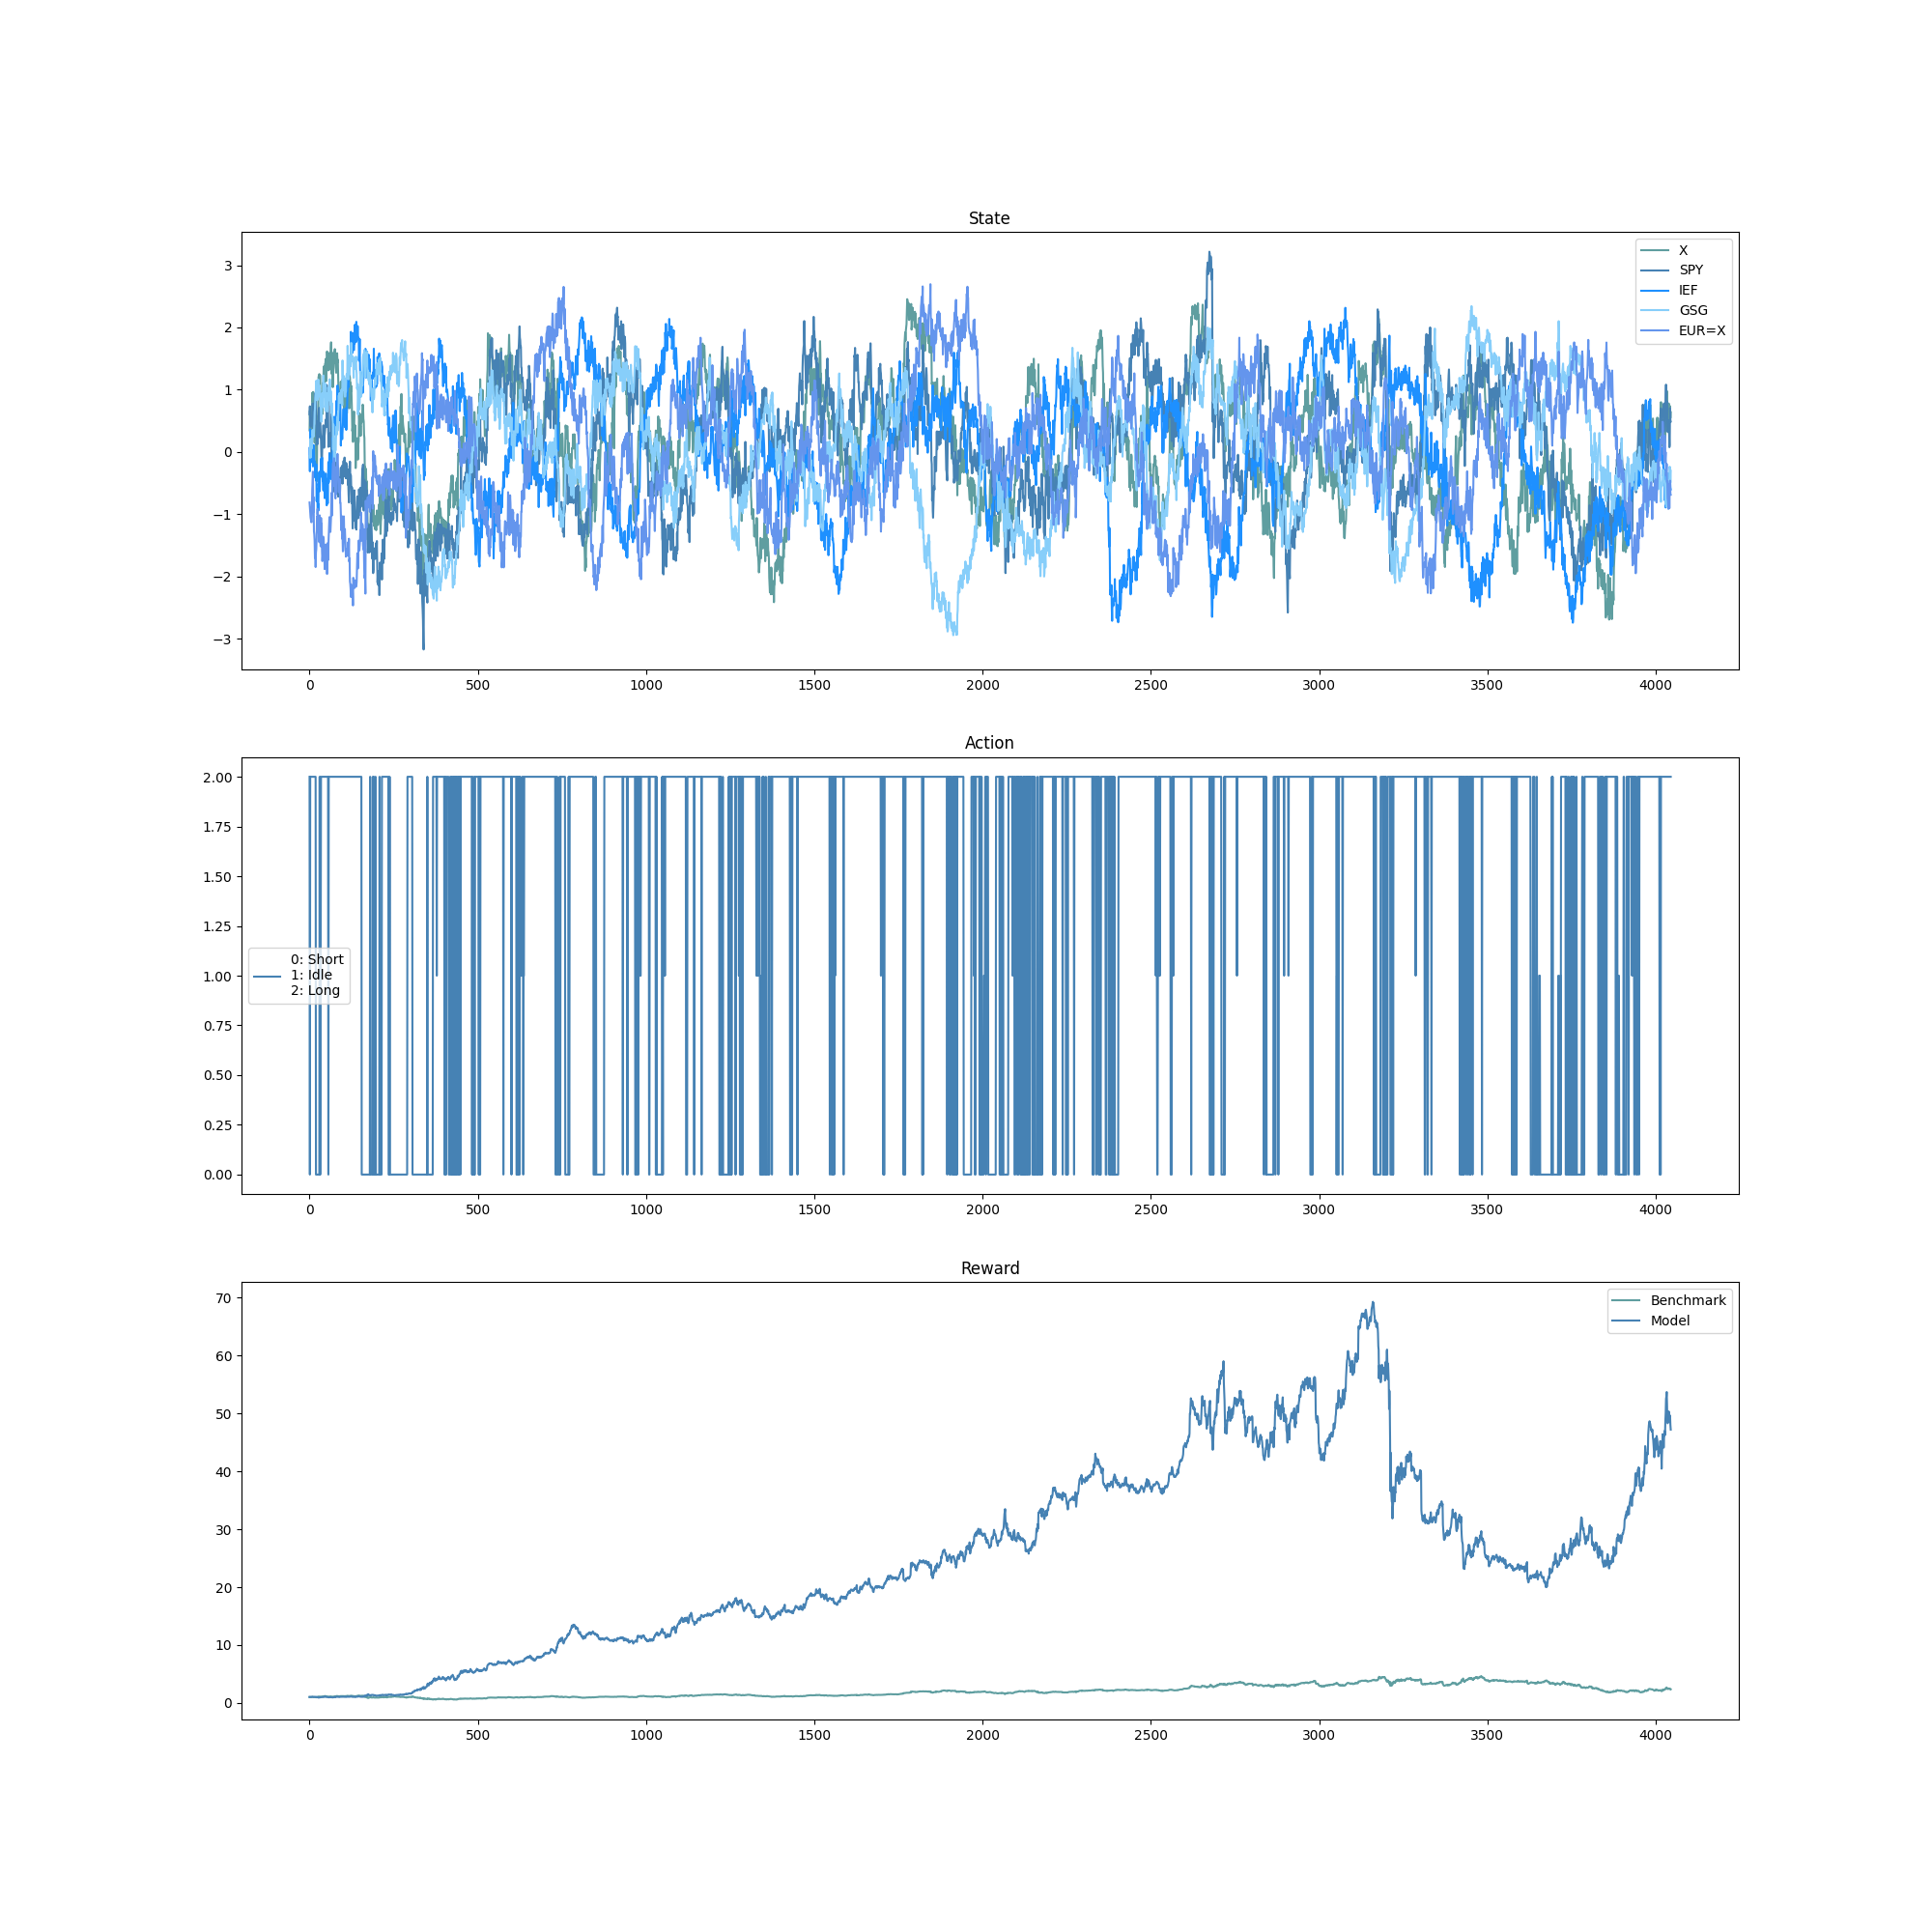 State
3
2
1
0
−1
−2
−3
X
SPY
IEF
GSG
EUR=X
0 500 1000 1500 2000 2500 3000 3500 4000
Action
2.00
1.75
1.50
1.25
1.00
0.75
0.50
0.25
0.00
0: Short
1: Idle
2: Long
0 500 1000 1500 2000 2500 3000 3500 4000
Reward
70
60
50
40
30
20
10
0
Benchmark
Model
0 500 1000 1500 2000 2500 3000 3500 4000